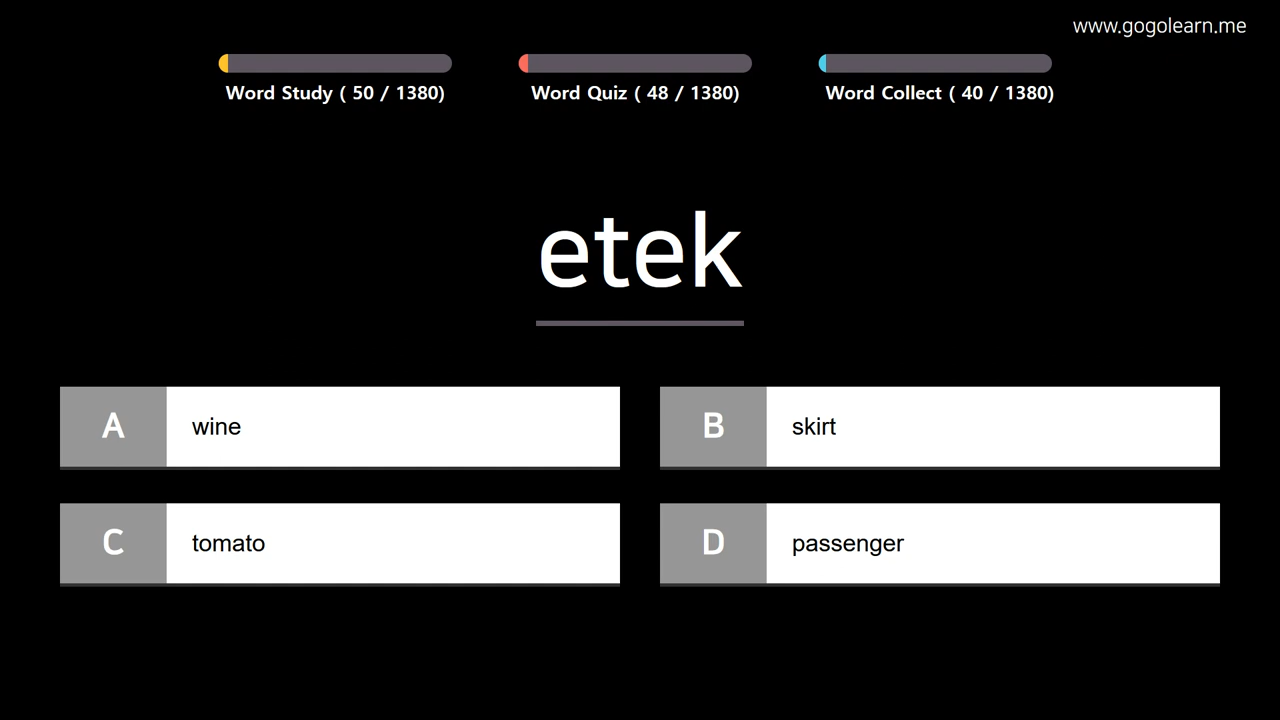 www.gogolearn.me
Word Study ( 50 / 1380)
Word Quiz ( 48 / 1380)
Word Collect ( 40 / 1380)
etek
A wine
B skirt
C tomato
D passenger